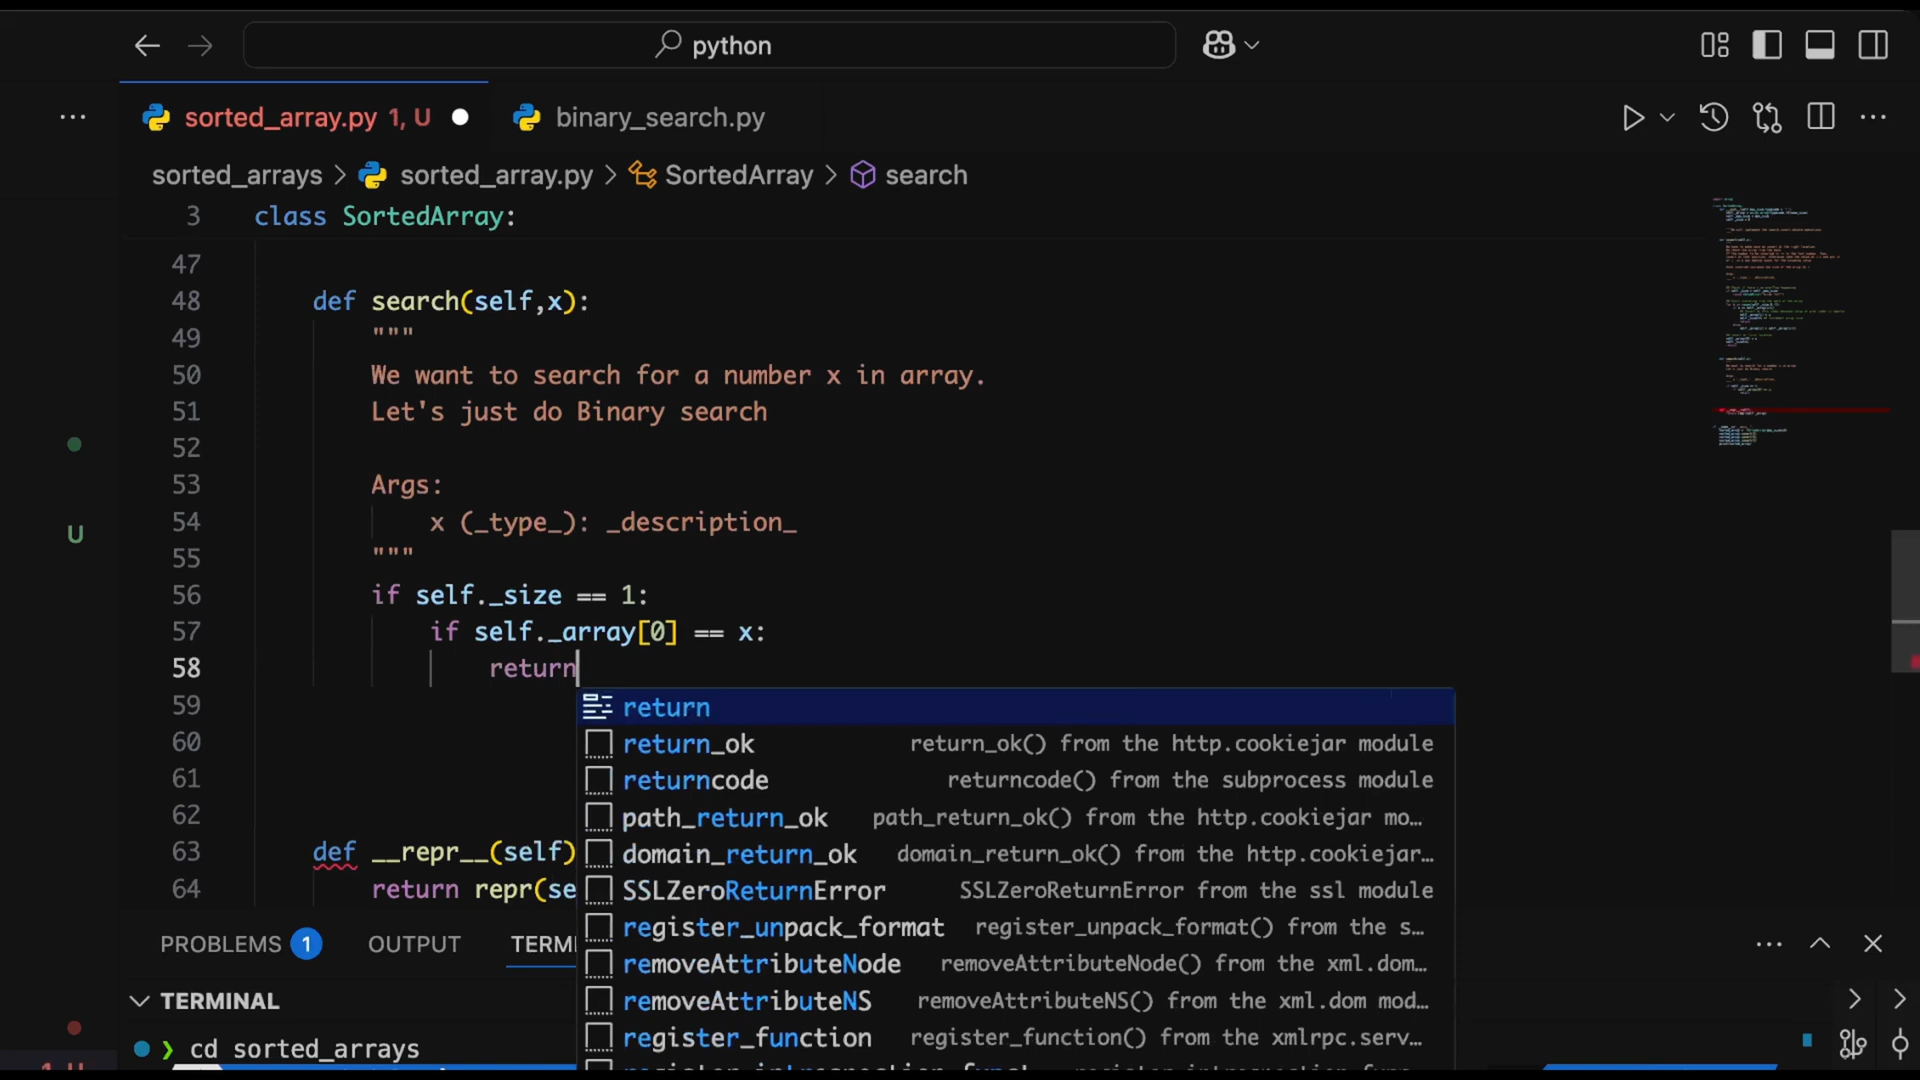 python
sorted_array.py 1, U
binary_search.py
sorted_arrays > sorted_array.py > SortedArray > search
3 class SortedArray:
47
48 def search(self,x):
49 """
50 We want to search for a number x in array.
51 Let's just do Binary search
52
53 Args:
54 x (_type_): _description_
55 """
56 if self._size == 1:
57 if self._array[0] == x:
58 return
59 return
60 return_ok return_ok() from the http.cookiejar module
61 returncode returncode() from the subprocess module
62 path_return_ok path_return_ok() from the http.cookiejar mo…
63 def __repr__(self) domain_return_ok domain_return_ok() from the http.cookiejar…
64 return repr(se SSLZeroReturnError SSLZeroReturnError from the ssl module
register_unpack_format register_unpack_format() from the s…
PROBLEMS 1 OUTPUT TERM
removeAttributeNode removeAttributeNode() from the xml.dom…
TERMINAL
removeAttributeNS removeAttributeNS() from the xml.dom mod…
register_function register_function() from the xmlrpc.serv…
❯ cd sorted_arrays
U